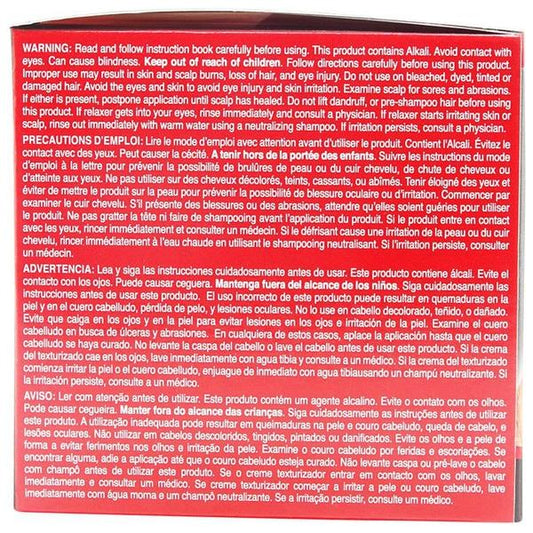 WARNING: Read and follow instruction book carefully before using. This product contains Alkali. Avoid contact with
eyes. Can cause blindness. Keep out of reach of children. Follow directions carefully before using this product.
Improper use may result in skin and scalp burns, loss of hair, and eye injury. Do not use on bleached, dyed, tinted or
damaged hair. Avoid the eyes and skin to avoid eye injury and skin irritation. Examine scalp for sores and abrasions.
If either is present, postpone application until scalp has healed. Do not lift dandruff, or pre-shampoo hair before using
this product. If relaxer gets into your eyes, rinse immediately and consult a physician. If relaxer starts irritating skin or
scalp, rinse out immediately with warm water using a neutralizing shampoo. If irritation persists, consult a physician.
PRECAUTIONS D'EMPLOI: Lire le mode d'emploi avec attention avant d'utiliser le produit. Contient l'Alcali. Évitez le
contact avec des yeux. Peut causer la cécité. A tenir hors de la portée des enfants. Suivre les instructions du mode
d'emploi à la lettre pour prévenir la possibilité de brulûres de peau ou du cuir chevelu, de chute de cheveux ou
d'atteinte aux yeux. Ne pas utiliser sur des cheveux décolorés, teints, cassants, ou abîmés. Tenir éloigné des yeux et
éviter de mettre le produit sur la peau pour prévenir la possibilité de blessure oculaire ou d'irritation. Commencer par
examiner le cuir chevelu. S'il présente des blessures ou des abrasions, attendre qu'elles soient guéries pour utiliser
le produit. Ne pas gratter la tête ni faire de shampooing avant l'application du produit. Si le produit entre en contact
avec les yeux, rincer immédiatement et consulter un médecin. Si le défrisant cause une irritation de la peau ou du cuir
chevelu, rincer immédiatement à l'eau chaude en utilisant le shampooing neutralisant. Si l'irritation persiste, consulter
un médecin.
ADVERTENCIA: Lea y siga las instrucciones cuidadosamente antes de usar. Este producto contiene álcali. Evite el
contacto con los ojos. Puede causar ceguera. Mantenga fuera del alcance de los niños. Siga cuidadosamente las
instrucciones antes de usar este producto. El uso incorrecto de este producto puede resultar en quemaduras en la
piel y en el cuero cabelludo, pérdida de pelo, y lesiones oculares. No lo use en cabello decolorado, teñido, o dañado.
Evite que caiga en los ojos y en la piel para evitar lesiones en los ojos e irritación de la piel. Examine el cuero
cabelludo en busca de úlceras y abrasiones. En cualquiera de estos casos, aplace la aplicación hasta que el cuero
cabelludo se haya curado. No levante la caspa del cabello o lave el cabello antes de usar este producto. Si la crema
del texturizado cae en los ojos, lave inmediatamente con agua tibia y consulte a un médico. Si la crema del texturizado
comienza irritar la piel o el cuero cabelludo, enjuague de inmediato con agua tibiausando un champú neutralizante. Si
la irritación persiste, consulte a un médico.
AVISO: Ler com atenção antes de utilizar. Este produto contém um agente alcalino. Evite o contato com os olhos.
Pode causar cegueira. Manter fora do alcance das crianças. Siga cuidadosamente as instruções antes de utilizar
este produto. A utilização inadequada pode resultar em queimaduras na pele e couro cabeludo, queda de cabelo, e
lesões oculares. Não utilizar em cabelos descoloridos, tingidos, pintados ou danificados. Evite os olhos e a pele de
forma a evitar ferimentos nos olhos e irritação da pele. Examine o couro cabeludo por feridas e escoriações. Se
encontrar alguma, adie a aplicação até que o couro cabeludo esteja curado. Não levante caspa ou pré-lave o cabelo
com champô antes de utilizar este produto. Se o creme texturizador entrar em contacto com os olhos, lavar
imediatamente e consultar um médico. Se creme texturizador começar a irritar a pele ou couro cabeludo, lavar
imediatamente com água morna e um champô neutralizante. Se a irritação persistir, consultar um médico.